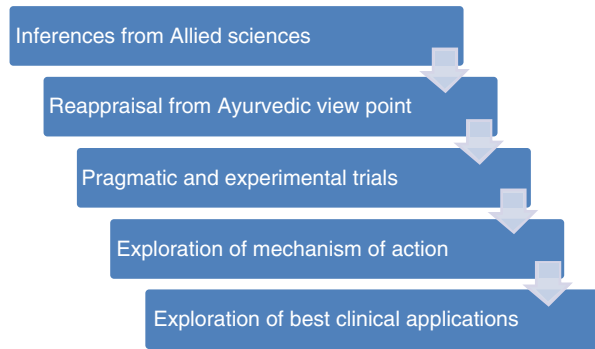 Inferences from Allied sciences
Reappraisal from Ayurvedic view point
Pragmatic and experimental trials
Exploration of mechanism of action
Exploration of best clinical applications